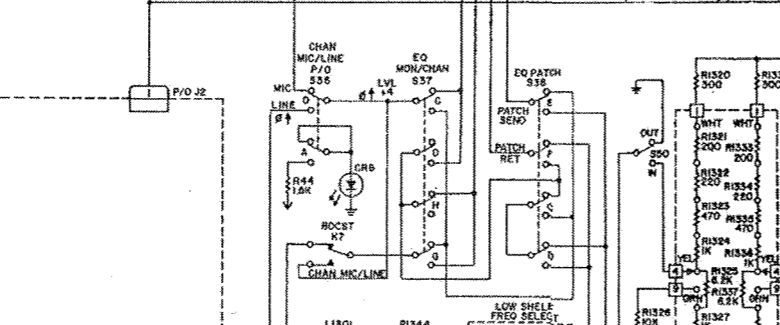 CHAN
MIC/LINE
P/O
S36
EQ
MON/CHAN
S37
EQ PATCH
S38
MIC
LVL
+4
LINE
P/O J2
PATCH
SEND
PATCH
RET
D
G
E
A
D
F
H
C
R44
1.8K
BOOST
K7
CHAN MIC/LINE
LOW SHELF
FREQ SELECT
OUT
S50
IN
R1320
300
WHT
WHT
R1321
200
R1333
200
R1322
220
R1334
220
R1323
470
R1335
470
R1324
1K
1K
YEL
R1325
6.2K
R1337
6.2K
ORN
R1326
10K
R1327
R1344